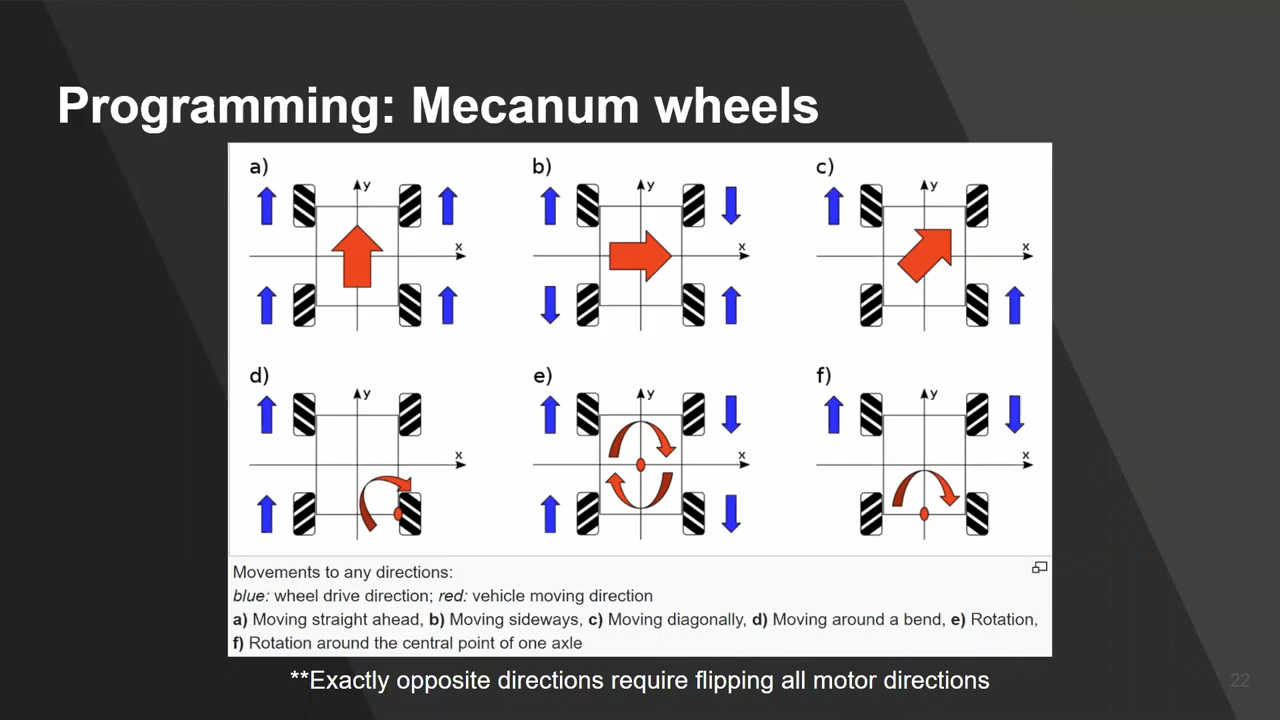 Programming: Mecanum wheels
a)
b)
c)
y
y
y
x
x
x
d)
e)
f)
y
y
y
x
x
x
Movements to any directions:
blue: wheel drive direction; red: vehicle moving direction
a) Moving straight ahead, b) Moving sideways, c) Moving diagonally, d) Moving around a bend, e) Rotation,
f) Rotation around the central point of one axle
**Exactly opposite directions require flipping all motor directions
22